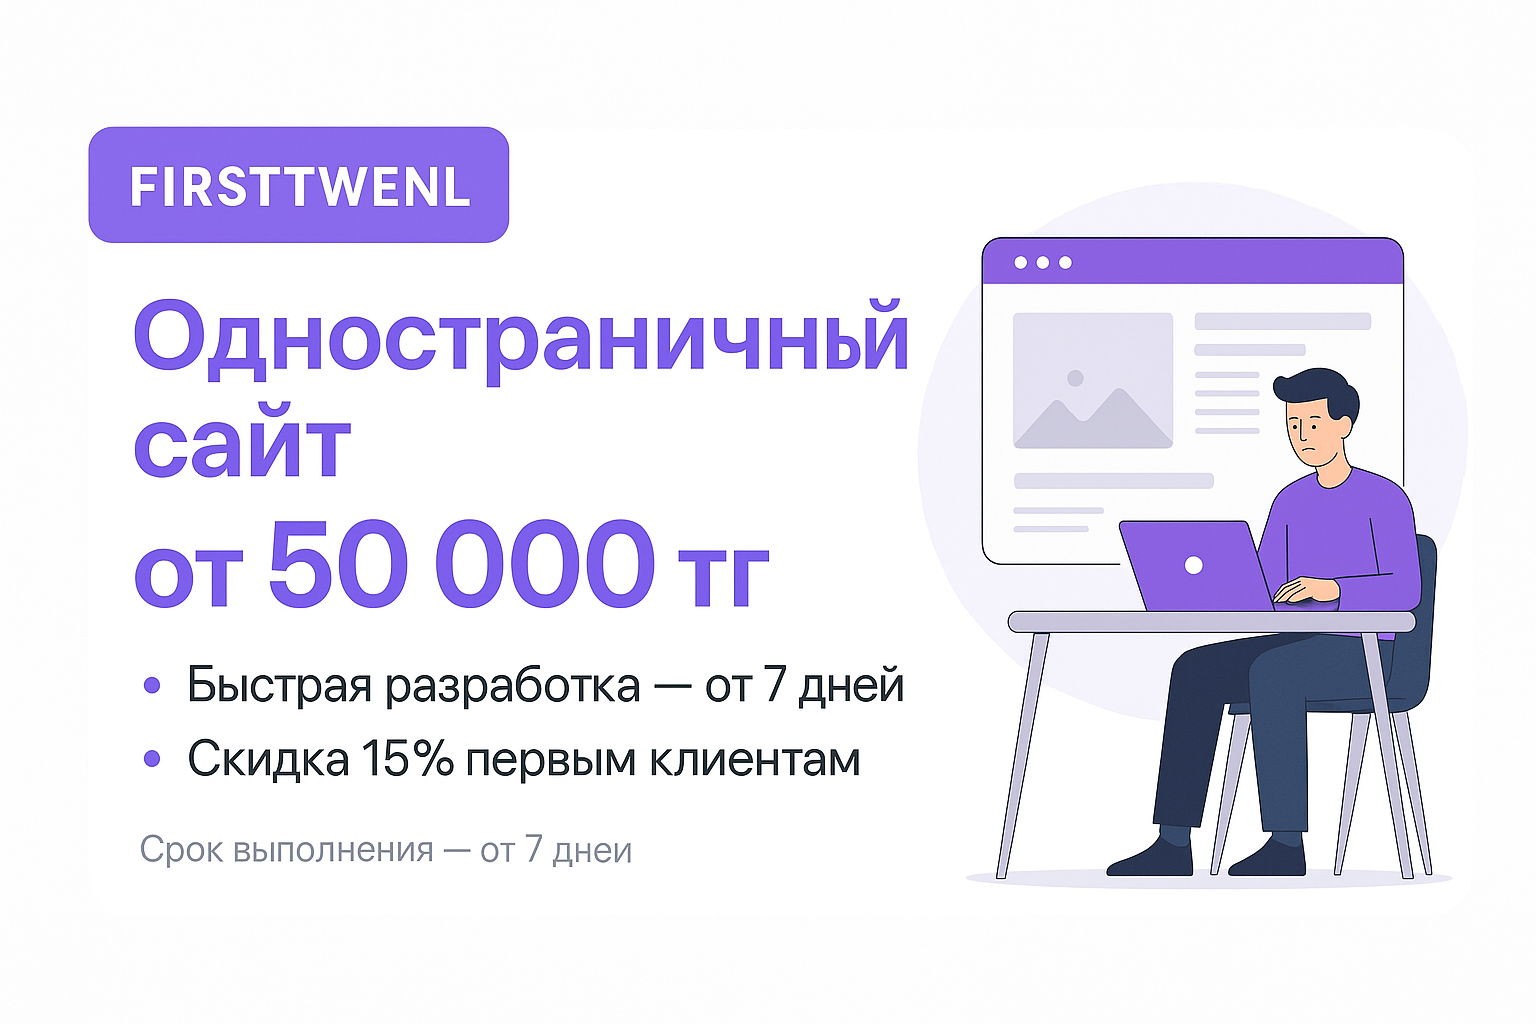 FIRSTTWENL
Одностраничньй
сайт
от 50 000 тг
• Быстрая разработка — от 7 дней
• Скидка 15% первым клиентам
Срок выполнения — от 7 днеи